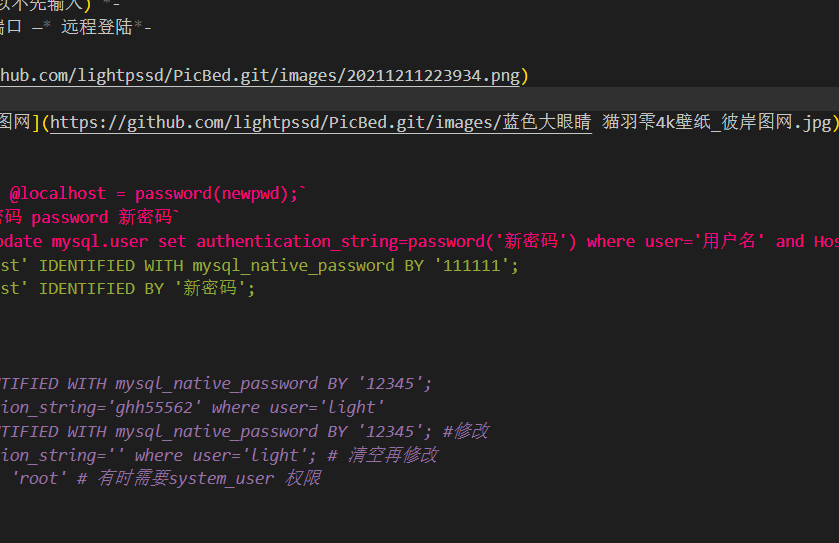 以不先输入) *-
端口 —* 远程登陆*-
hub.com/lightpssd/PicBed.git/images/20211211223934.png)
图网](https://github.com/lightpssd/PicBed.git/images/蓝色大眼睛 猫羽雫4k壁纸_彼岸图网.jpg)
@localhost = password(newpwd);`
密码 password 新密码`
pdate mysql.user set authentication_string=password('新密码') where user='用户名' and Hos
st' IDENTIFIED WITH mysql_native_password BY '111111';
st' IDENTIFIED BY '新密码';
NTIFIED WITH mysql_native_password BY '12345';
ion_string='ghh55562' where user='light'
NTIFIED WITH mysql_native_password BY '12345'; #修改
ion_string='' where user='light'; # 清空再修改
'root' # 有时需要system_user 权限